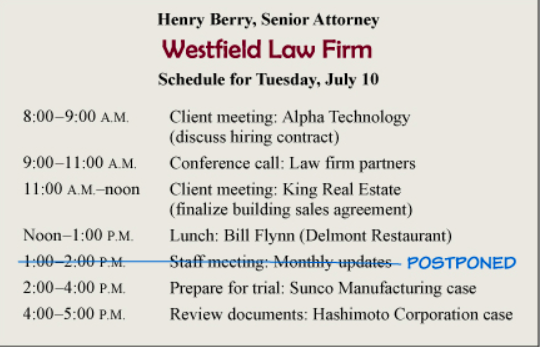 Henry Berry, Senior Attorney
Westfield Law Firm
Schedule for Tuesday, July 10
8:00–9:00 A.M. Client meeting: Alpha Technology
(discuss hiring contract)
9:00–11:00 A.M. Conference call: Law firm partners
11:00 A.M.–noon Client meeting: King Real Estate
(finalize building sales agreement)
Noon–1:00 P.M. Lunch: Bill Flynn (Delmont Restaurant)
1:00–2:00 P.M. Staff meeting: Monthly updates POSTPONED
2:00–4:00 P.M. Prepare for trial: Sunco Manufacturing case
4:00–5:00 P.M. Review documents: Hashimoto Corporation case